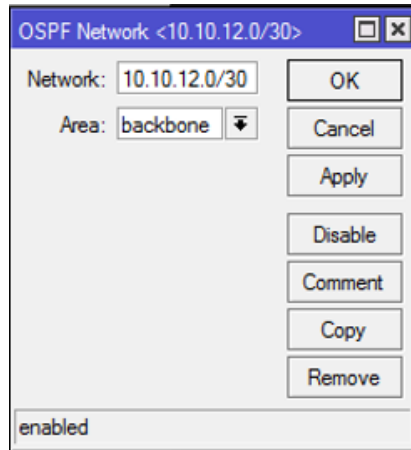 OSPF Network <10.10.12.0/30>
Network: 10.10.12.0/30 OK
Area: backbone Cancel
Apply
Disable
Comment
Copy
Remove
enabled